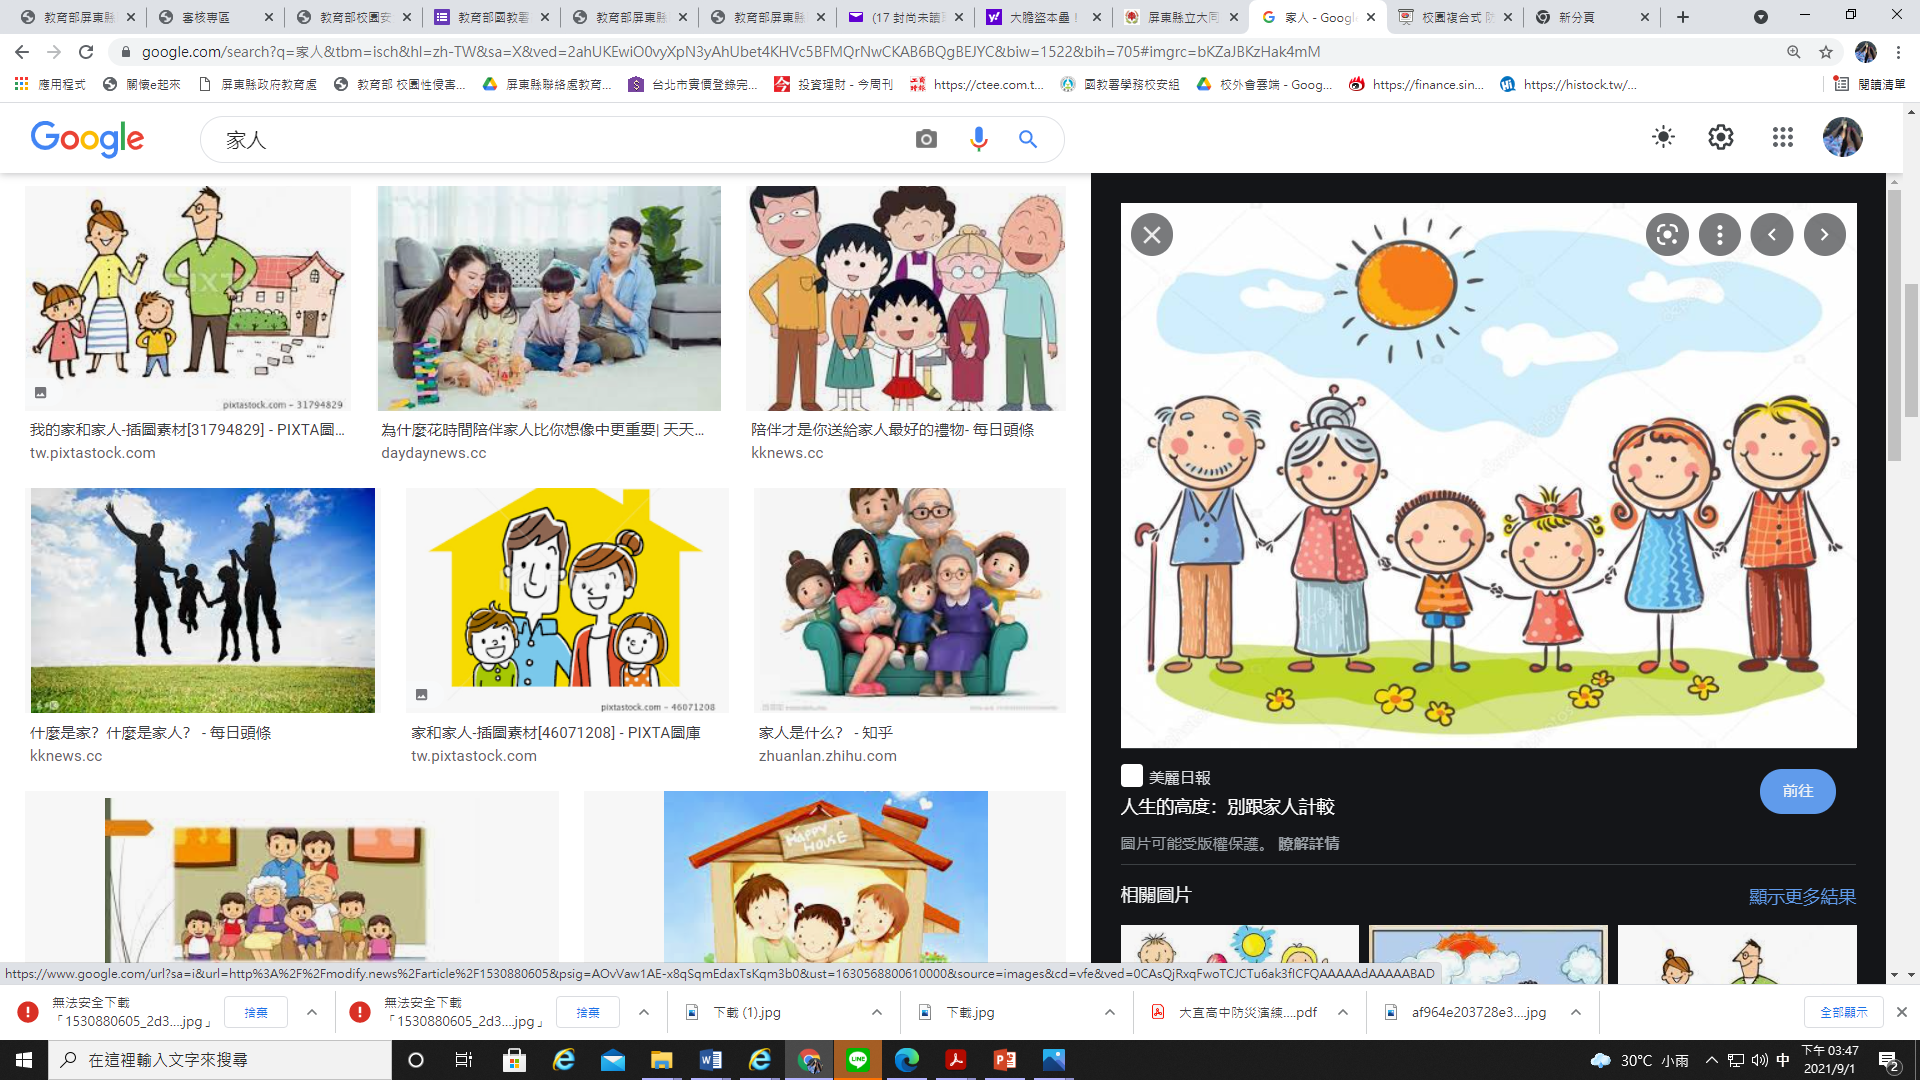 教育部屏東縣
審核專區
教育部校園安
教育部國教署
教育部屏東縣
教育部屏東縣
(17 封尚未讀
大膽盜本壘！
屏東縣立大同
家人 - Google
校園複合式 防
新分頁
google.com/search?q=家人&tbm=isch&hl=zh-TW&sa=X&ved=2ahUKEwiO0vyXpN3yAhUbet4KHVc5BFMQrNwCKAB6BQgBEJYC&biw=1522&bih=705#imgrc=bKZaJBKzHak4mM
應用程式
關懷e起來
屏東縣政府教育處
教育部 校園性侵害...
屏東縣聯絡處教育...
台北市實價登錄完...
投資理財 - 今周刊
https://ctee.com.t...
國教署學務校安組
校外會雲端 - Goog...
https://finance.sin...
https://histock.tw/...
閱讀清單
Google
家人
pixtastock.com - 31794829
我的家和家人-插圖素材[31794829] - PIXTA圖...
tw.pixtastock.com
為什麼花時間陪伴家人比你想像中更重要| 天天...
daydaynews.cc
陪伴才是你送給家人最好的禮物- 每日頭條
kknews.cc
什麼是家？什麼是家人？ - 每日頭條
kknews.cc
pixtastock.com - 46071208
家和家人-插圖素材[46071208] - PIXTA圖庫
tw.pixtastock.com
家人是什么？ - 知乎
zhuanlan.zhihu.com
HAPPY
HOUSE
美麗日報
人生的高度：別跟家人計較
前往
圖片可能受版權保護。 瞭解詳情
相關圖片
顯示更多結果
https://www.google.com/url?sa=i&url=http%3A%2F%2Fmodify.news%2Farticle%2F1530880605&psig=AOvVaw1AE-x8qSqmEdaxTsKqm3b0&ust=1630568800610000&source=images&cd=vfe&ved=0CAsQjRxqFwoTCJCTu6ak3fICFQAAAAAdAAAAABAD
無法安全下載
「1530880605_2d3....jpg」
捨棄
無法安全下載
「1530880605_2d3....jpg」
捨棄
下載 (1).jpg
下載.jpg
大直高中防災演練....pdf
af964e203728e3....jpg
全部顯示
在這裡輸入文字來搜尋
30°C 小雨
中
下午 03:47
2021/9/1
2